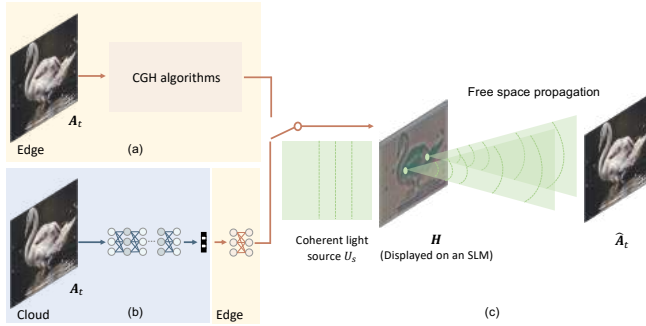 CGH algorithms
A_t
Edge
(a)
Free space propagation
A_t
Cloud
(b)
Edge
Coherent light
source U_s
H
(Displayed on an SLM)
Â_t
(c)